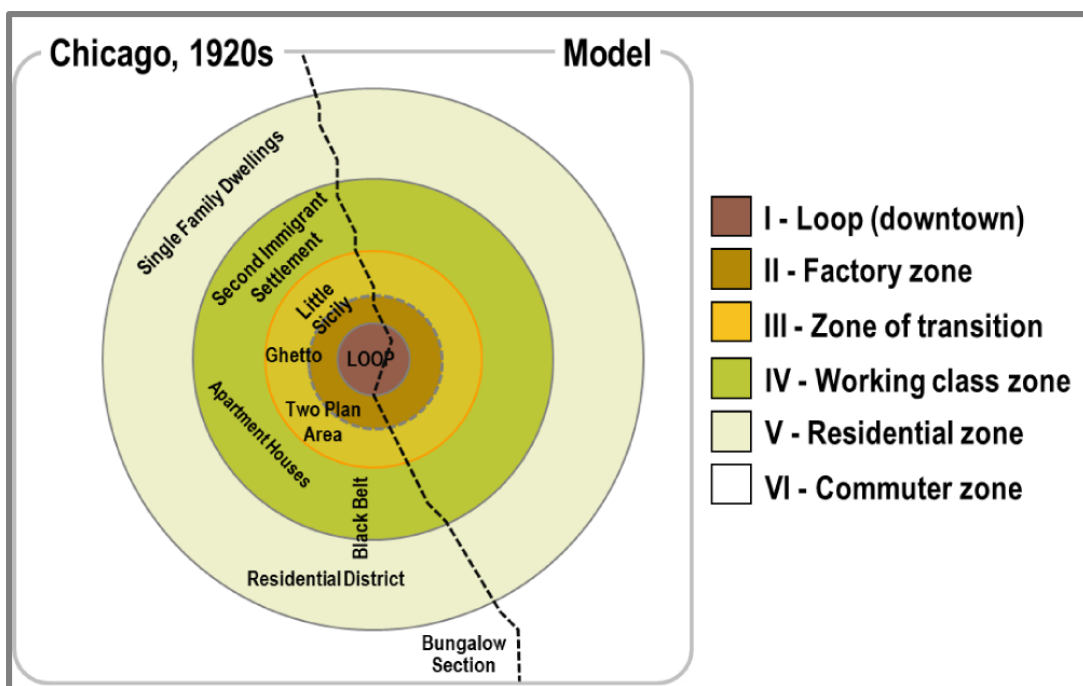 Chicago, 1920s
Model
Single Family Dwellings
Second Immigrant
Settlement
Little
Sicily
Ghetto
LOOP
Two Plan
Area
Apartment Houses
Black Belt
Residential District
Bungalow
Section
I - Loop (downtown)
II - Factory zone
III - Zone of transition
IV - Working class zone
V - Residential zone
VI - Commuter zone